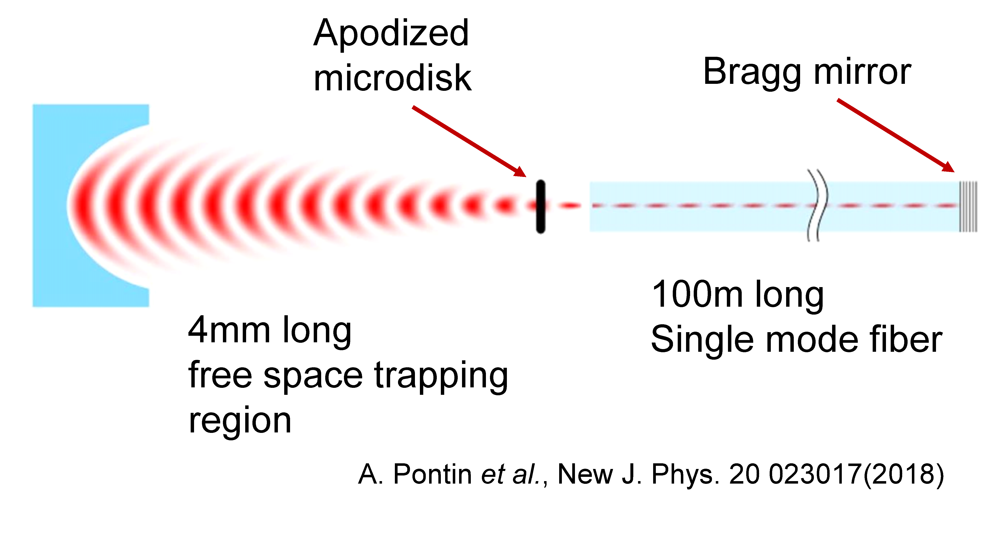 Apodized
microdisk
Bragg mirror
4mm long
free space trapping
region
100m long
Single mode fiber
A. Pontin et al., New J. Phys. 20 023017(2018)